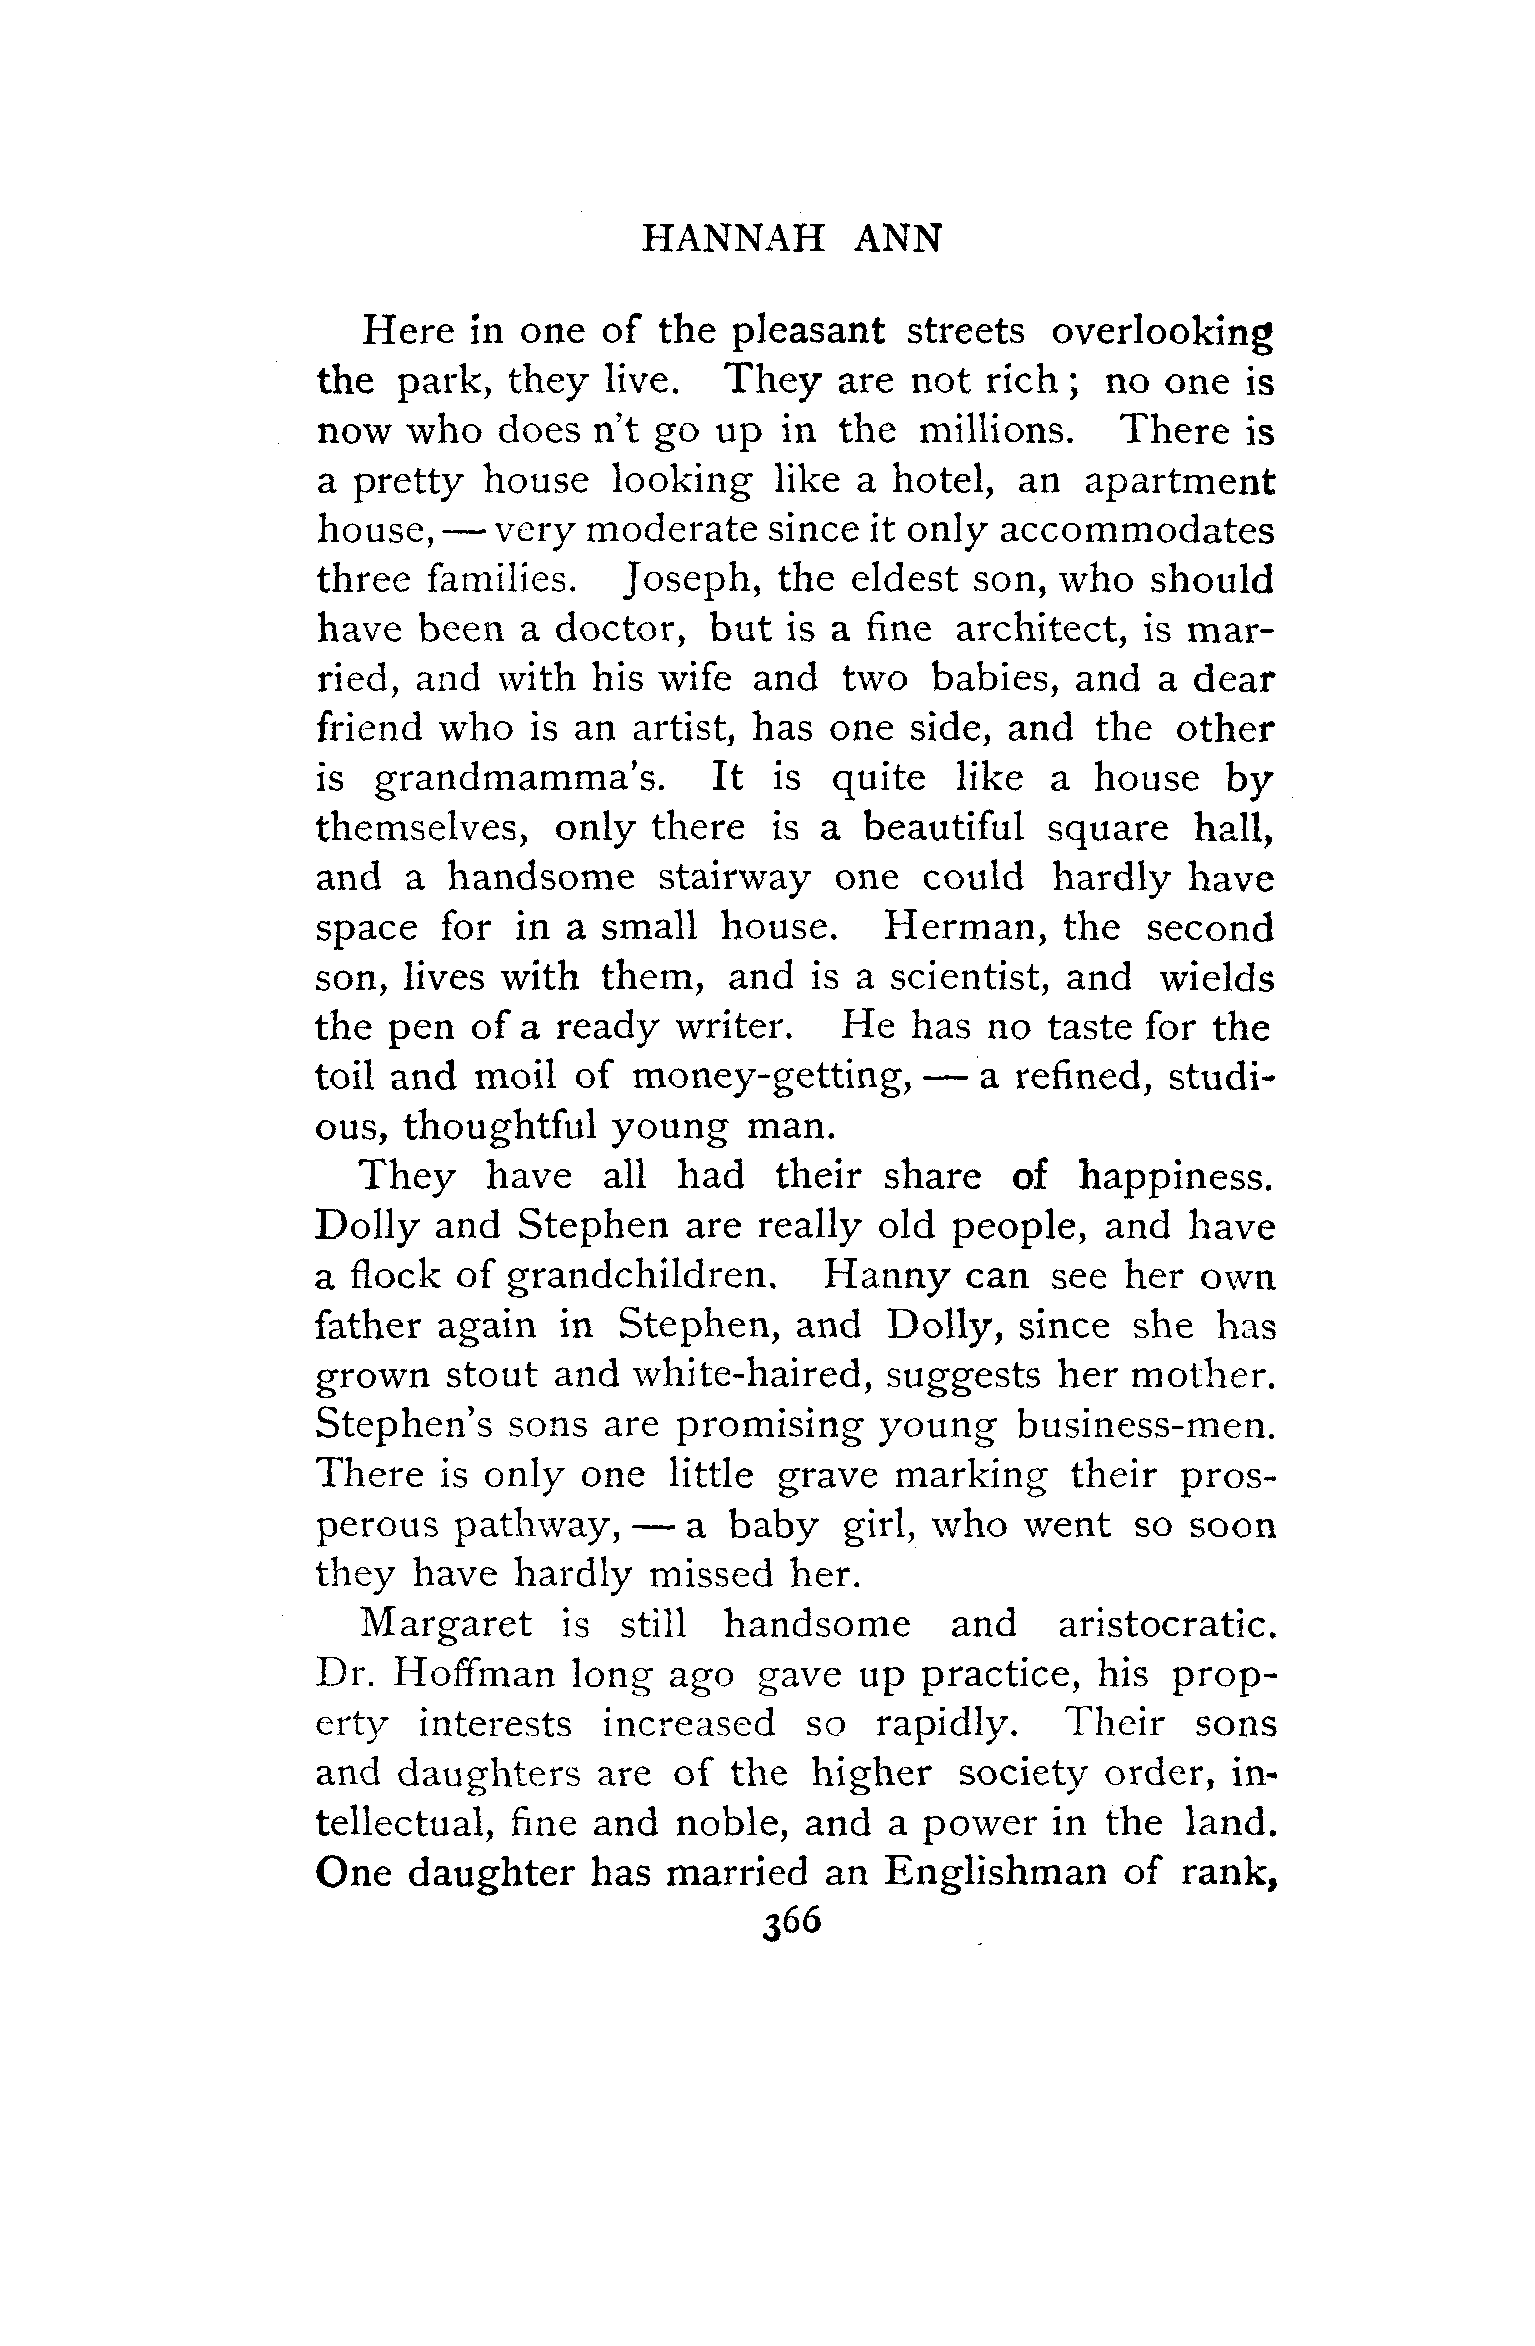 HANNAH ANN
Here in one of the pleasant streets overlooking
the park, they live. They are not rich; no one is
now who does n't go up in the millions. There is
a pretty house looking like a hotel, an apartment
house,— very moderate since it only accommodates
three families. Joseph, the eldest son, who should
have been a doctor, but is a fine architect, is mar-
ried, and with his wife and two babies, and a dear
friend who is an artist, has one side, and the other
is grandmamma's. It is quite like a house by
themselves, only there is a beautiful square hall,
and a handsome stairway one could hardly have
space for in a small house. Herman, the second
son, lives with them, and is a scientist, and wields
the pen of a ready writer. He has no taste for the
toil and moil of money-getting, — a refined, studi-
ous, thoughtful young man.
They have all had their share of happiness.
Dolly and Stephen are really old people, and have
a flock of grandchildren. Hanny can see her own
father again in Stephen, and Dolly, since she has
grown stout and white-haired, suggests her mother.
Stephen's sons are promising young business-men.
There is only one little grave marking their pros-
perous pathway, — a baby girl, who went so soon
they have hardly missed her.
Margaret is still handsome and aristocratic.
Dr. Hoffman long ago gave up practice, his prop-
erty interests increased so rapidly. Their sons
and daughters are of the higher society order, in-
tellectual, fine and noble, and a power in the land.
One daughter has married an Englishman of rank,
366